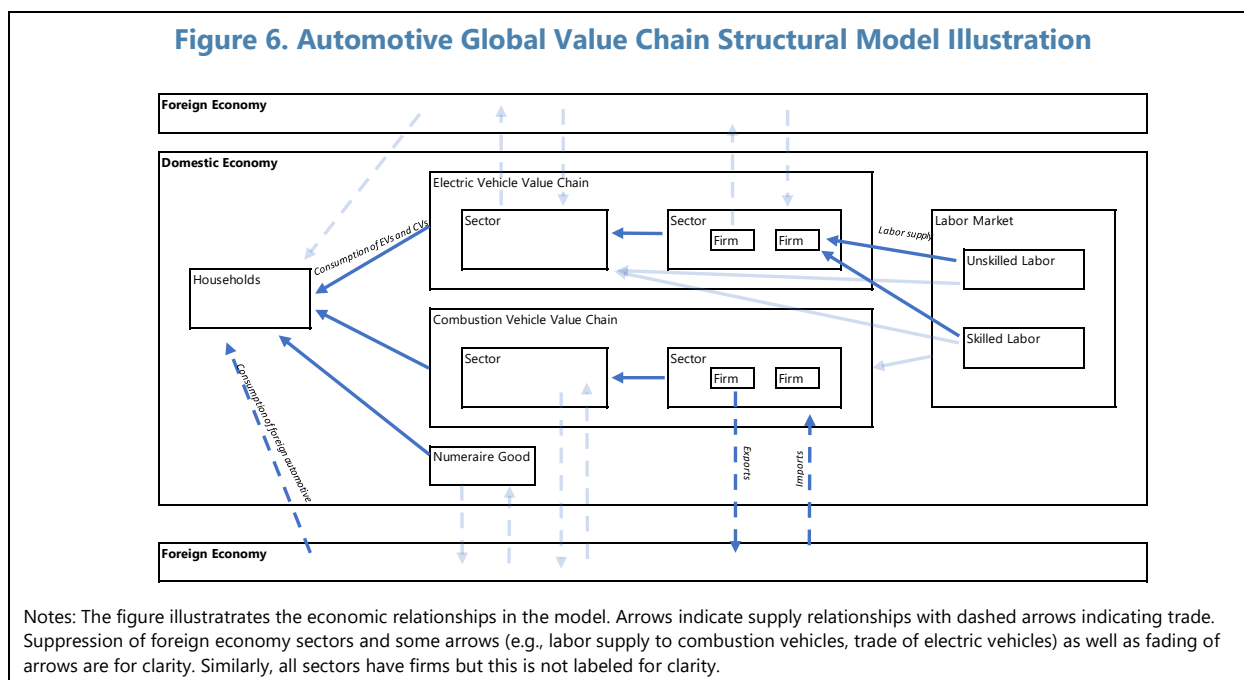 Figure 6. Automotive Global Value Chain Structural Model Illustration
Foreign Economy
Domestic Economy
Electric Vehicle Value Chain
Sector
Sector
Firm
Firm
Labor Market
Labor supply
Unskilled Labor
Skilled Labor
Consumption of EVs and CVs
Households
Combustion Vehicle Value Chain
Sector
Sector
Firm
Firm
Consumption of foreign automotive
Numeraire Good
Exports
Imports
Foreign Economy
Notes: The figure illustratrates the economic relationships in the model. Arrows indicate supply relationships with dashed arrows indicating trade.
Suppression of foreign economy sectors and some arrows (e.g., labor supply to combustion vehicles, trade of electric vehicles) as well as fading of
arrows are for clarity. Similarly, all sectors have firms but this is not labeled for clarity.